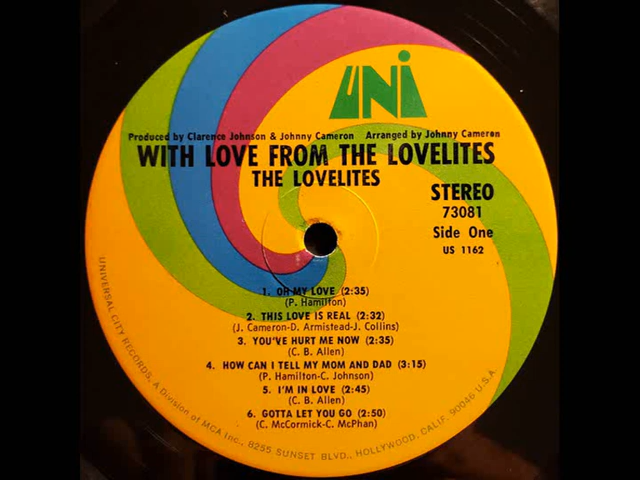 UNI
Produced by Clarence Johnson & Johnny Cameron Arranged by Johnny Cameron
WITH LOVE FROM THE LOVELITES
THE LOVELITES
STEREO
73081
Side One
US 1162
1. OH MY LOVE (2:35)
(P. Hamilton)
2. THIS LOVE IS REAL (2:32)
(J. Cameron-D. Armistead-J. Collins)
3. YOU'VE HURT ME NOW (2:35)
(C. B. Allen)
4. HOW CAN I TELL MY MOM AND DAD (3:15)
(P. Hamilton-C. Johnson)
5. I'M IN LOVE (2:45)
(C. B. Allen)
6. GOTTA LET YOU GO (2:50)
(C. McCormick-C. McPhan)
UNIVERSAL CITY RECORDS, A Division of MCA Inc., 8255 SUNSET BLVD., HOLLYWOOD, CALIF. 90046 U.S.A.